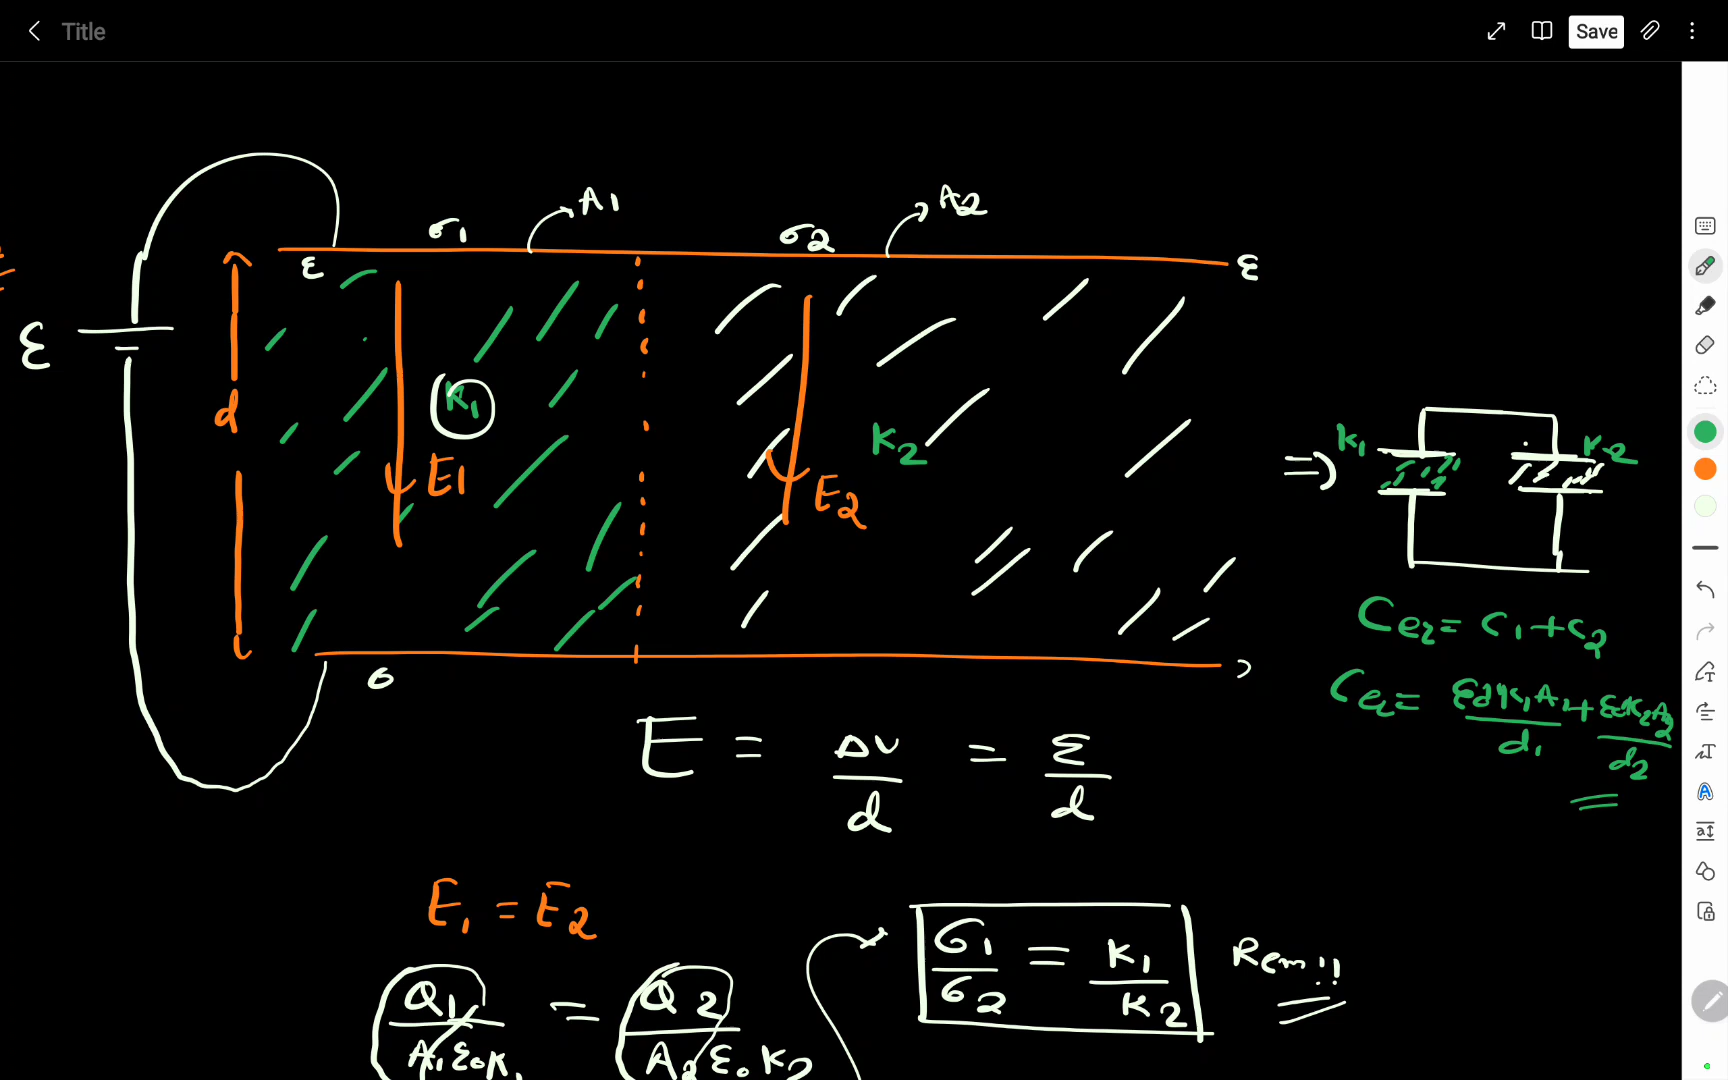 Title
Save
A1
A2
σ1
σ2
ε
ε
ε
d
K1
E1
K2
E2
=>
K1
K2
Ceq = C1 + C2
Ceq = ε0K1A1/d1 + ε0K2A2/d2
0
E = ΔV/d = ε/d
E1 = E2
σ1/σ2 = K1/K2
Rem!!
Q1/A1ε0K1 = Q2/A2ε0K2